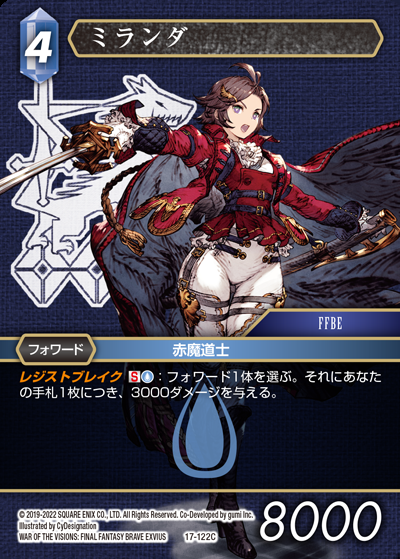 4
ミランダ
FFBE
フォワード
赤魔道士
レジストブレイク S：フォワード1体を選ぶ。それにあなた
の手札1枚につき、3000ダメージを与える。
© 2019-2022 SQUARE ENIX CO., LTD. All Rights Reserved. Co-Developed by gumi Inc.
Illustrated by CyDesignation
WAR OF THE VISIONS: FINAL FANTASY BRAVE EXVIUS
17-122C
8000